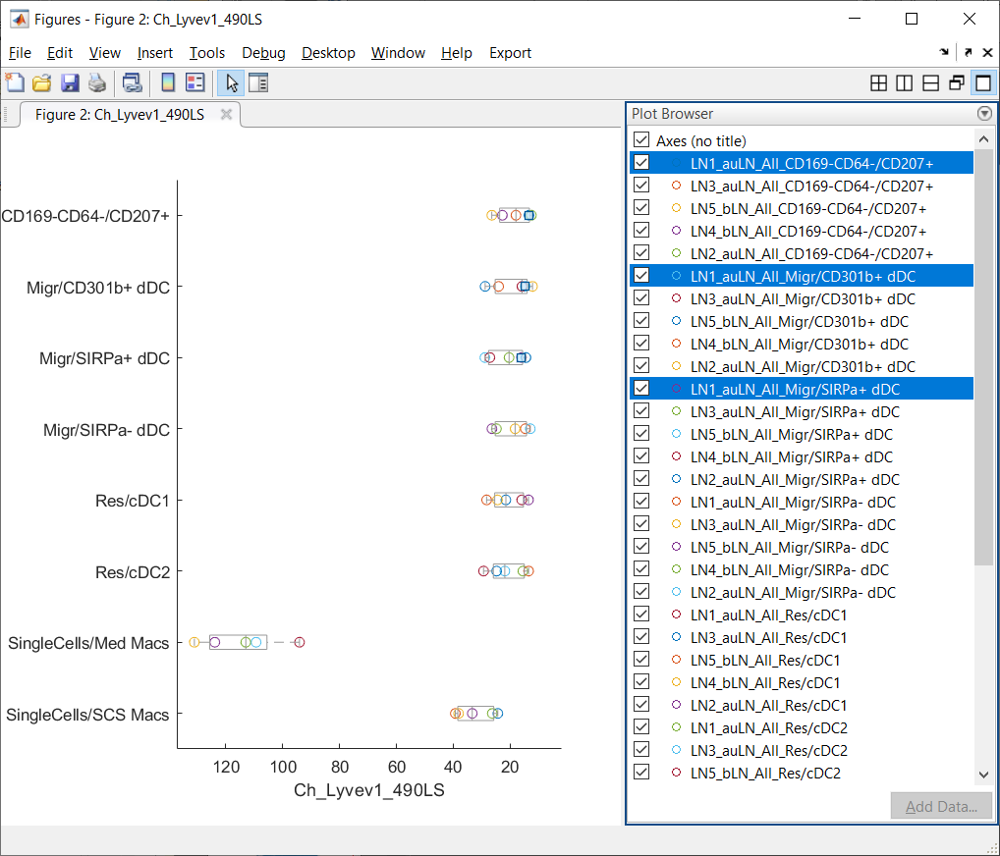 Figures - Figure 2: Ch_Lyvev1_490LS
File Edit View Insert Tools Debug Desktop Window Help Export
Figure 2: Ch_Lyvev1_490LS
CD169-CD64-/CD207+
Migr/CD301b+ dDC
Migr/SIRPa+ dDC
Migr/SIRPa- dDC
Res/cDC1
Res/cDC2
SingleCells/Med Macs
SingleCells/SCS Macs
120 100 80 60 40 20
Ch_Lyvev1_490LS
Plot Browser
Axes (no title)
LN1_auLN_All_CD169-CD64-/CD207+
LN3_auLN_All_CD169-CD64-/CD207+
LN5_bLN_All_CD169-CD64-/CD207+
LN4_bLN_All_CD169-CD64-/CD207+
LN2_auLN_All_CD169-CD64-/CD207+
LN1_auLN_All_Migr/CD301b+ dDC
LN3_auLN_All_Migr/CD301b+ dDC
LN5_bLN_All_Migr/CD301b+ dDC
LN4_bLN_All_Migr/CD301b+ dDC
LN2_auLN_All_Migr/CD301b+ dDC
LN1_auLN_All_Migr/SIRPa+ dDC
LN3_auLN_All_Migr/SIRPa+ dDC
LN5_bLN_All_Migr/SIRPa+ dDC
LN4_bLN_All_Migr/SIRPa+ dDC
LN2_auLN_All_Migr/SIRPa+ dDC
LN1_auLN_All_Migr/SIRPa- dDC
LN3_auLN_All_Migr/SIRPa- dDC
LN5_bLN_All_Migr/SIRPa- dDC
LN4_bLN_All_Migr/SIRPa- dDC
LN2_auLN_All_Migr/SIRPa- dDC
LN1_auLN_All_Res/cDC1
LN3_auLN_All_Res/cDC1
LN5_bLN_All_Res/cDC1
LN4_bLN_All_Res/cDC1
LN2_auLN_All_Res/cDC1
LN1_auLN_All_Res/cDC2
LN3_auLN_All_Res/cDC2
LN5_bLN_All_Res/cDC2
Add Data...